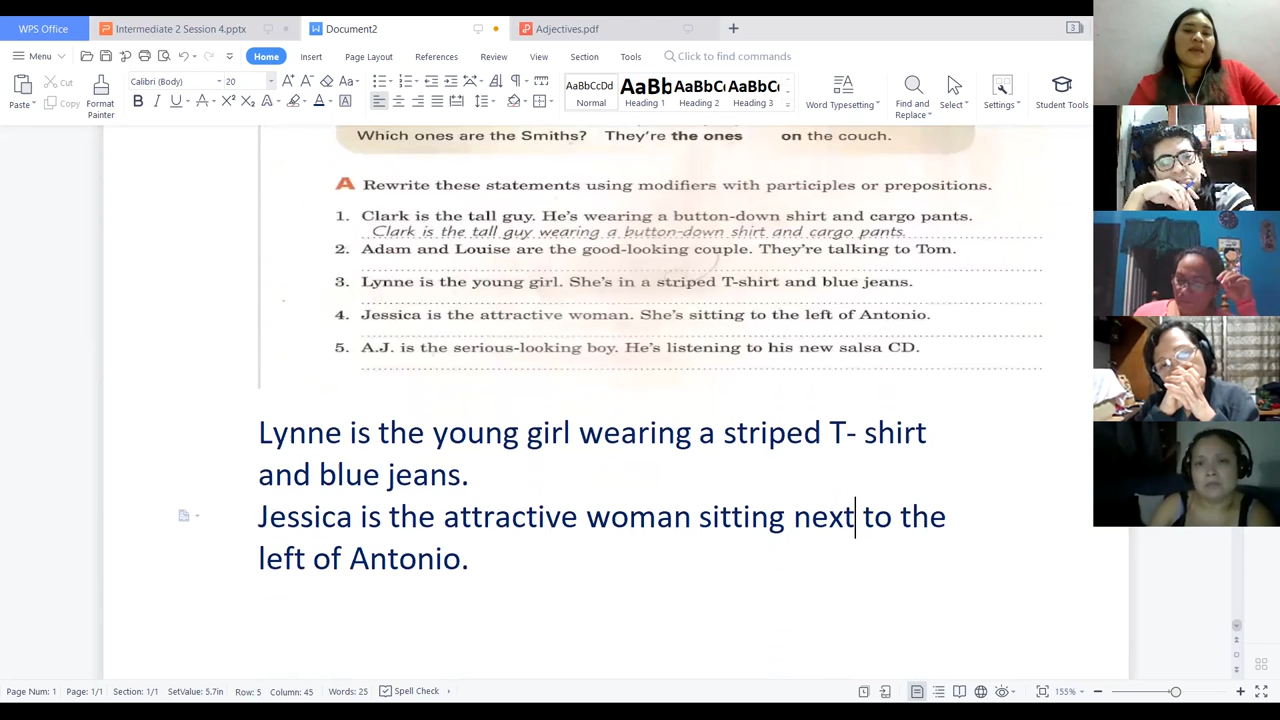 WPS Office
Intermediate 2 Session 4.pptx
Document2
Adjectives.pdf
3
Menu
Home
Insert
Page Layout
References
Review
View
Section
Tools
Click to find commands
Paste
Cut
Copy
Format Painter
Calibri (Body)
20
AaBbCcDd
Normal
AaBb
Heading 1
AaBbC
Heading 2
AaBbC
Heading 3
Word Typesetting
Find and Replace
Select
Settings
Student Tools
Which ones are the Smiths? They're the ones on the couch.
A Rewrite these statements using modifiers with participles or prepositions.
1. Clark is the tall guy. He's wearing a button-down shirt and cargo pants.
Clark is the tall guy wearing a button-down shirt and cargo pants.
2. Adam and Louise are the good-looking couple. They're talking to Tom.
3. Lynne is the young girl. She's in a striped T-shirt and blue jeans.
4. Jessica is the attractive woman. She's sitting to the left of Antonio.
5. A.J. is the serious-looking boy. He's listening to his new salsa CD.
Lynne is the young girl wearing a striped T- shirt
and blue jeans.
Jessica is the attractive woman sitting next to the
left of Antonio.
Page Num: 1 Page: 1/1 Section: 1/1 SetValue: 5.7in Row: 5 Column: 45 Words: 25 Spell Check
155%